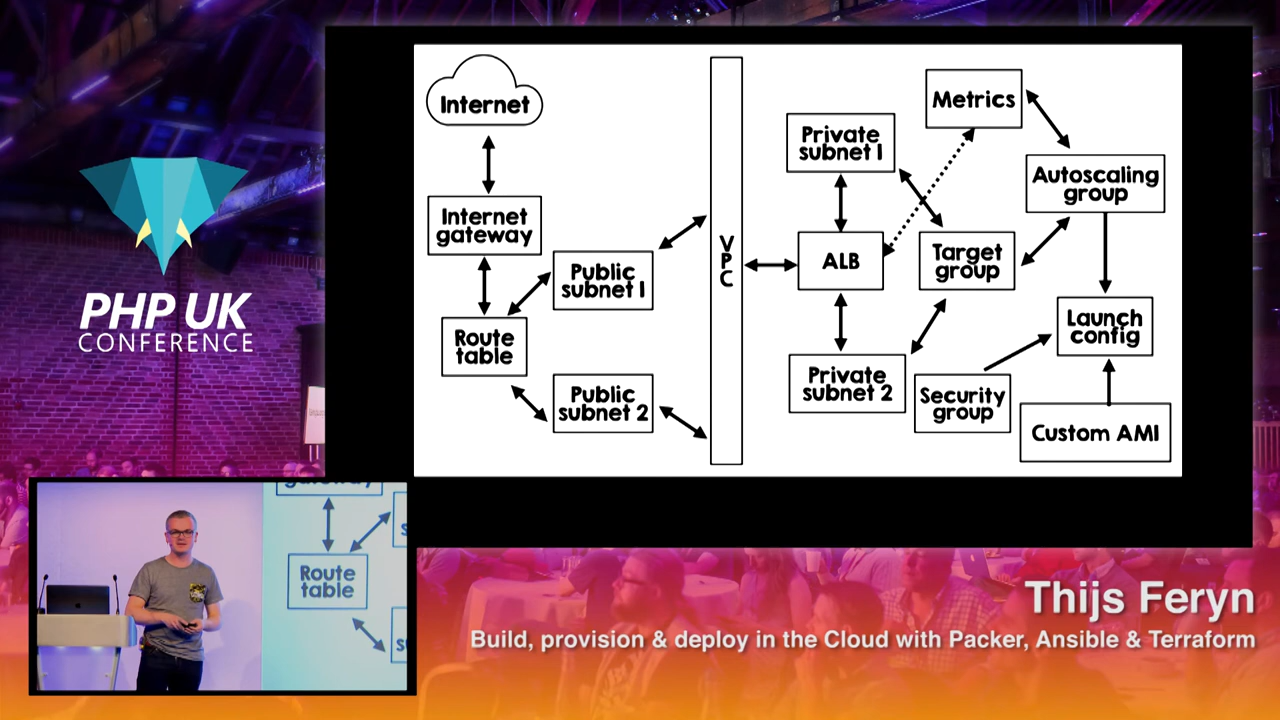 PHP UK
CONFERENCE
Internet
Internet
gateway
Route
table
Public
subnet 1
Public
subnet 2
VPC
Private
subnet 1
ALB
Private
subnet 2
Metrics
Target
group
Autoscaling
group
Launch
config
Security
group
Custom AMI
gateway
Route
table
Thijs Feryn
Build, provision & deploy in the Cloud with Packer, Ansible & Terraform